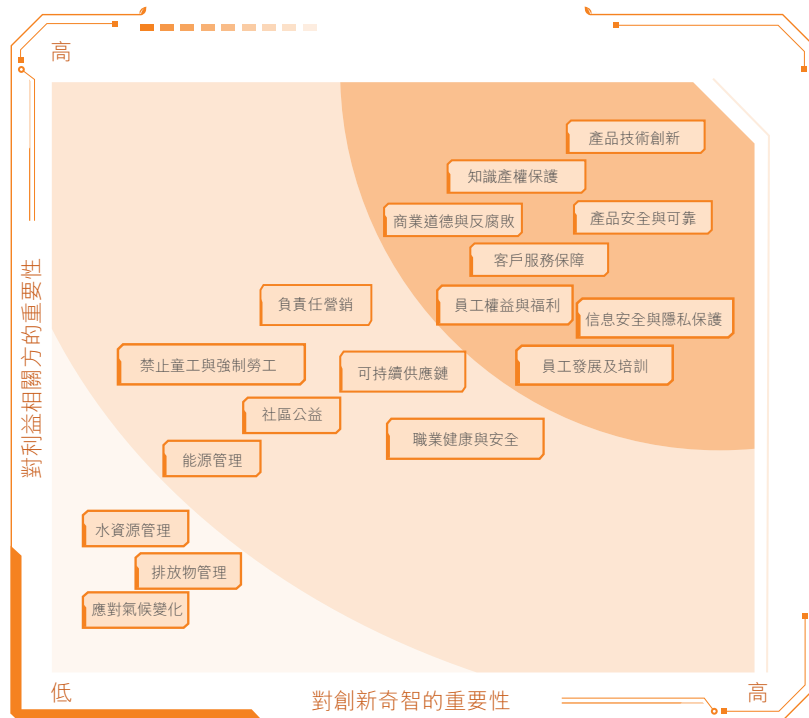 高
產品技術創新
知識產權保護
商業道德與反腐敗
產品安全與可靠
客戶服務保障
負責任營銷
員工權益與福利
信息安全與隱私保護
禁止童工與強制勞工
可持續供應鏈
員工發展及培訓
社區公益
職業健康與安全
能源管理
水資源管理
排放物管理
應對氣候變化
對利益相關方的重要性
低
對創新奇智的重要性
高